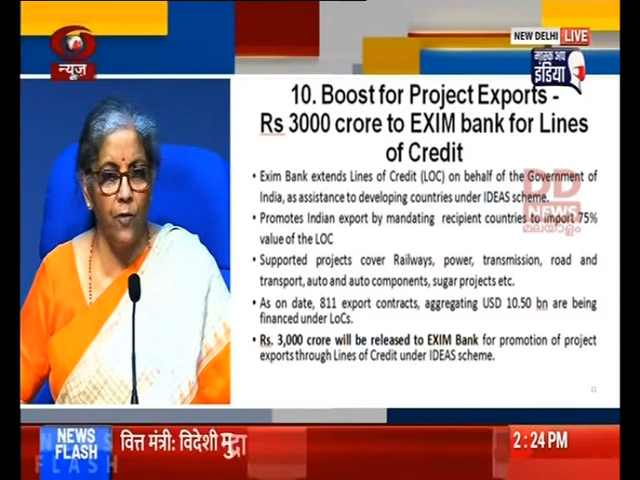 न्यूज़
NEW DELHI LIVE
मास्क अप
इंडिया
10. Boost for Project Exports -
Rs 3000 crore to EXIM bank for Lines
of Credit
• Exim Bank extends Lines of Credit (LOC) on behalf of the Government of
India, as assistance to developing countries under IDEAS scheme.
• Promotes Indian export by mandating recipient countries to import 75%
value of the LOC
• Supported projects cover Railways, power, transmission, road and
transport, auto and auto components, sugar projects etc.
• As on date, 811 export contracts, aggregating USD 10.50 bn are being
financed under LoCs.
• Rs. 3,000 crore will be released to EXIM Bank for promotion of project
exports through Lines of Credit under IDEAS scheme.
DD
NEWS
മലയാളം
NEWS
FLASH
वित्त मंत्री: विदेशी मुद्रा
2:24 PM